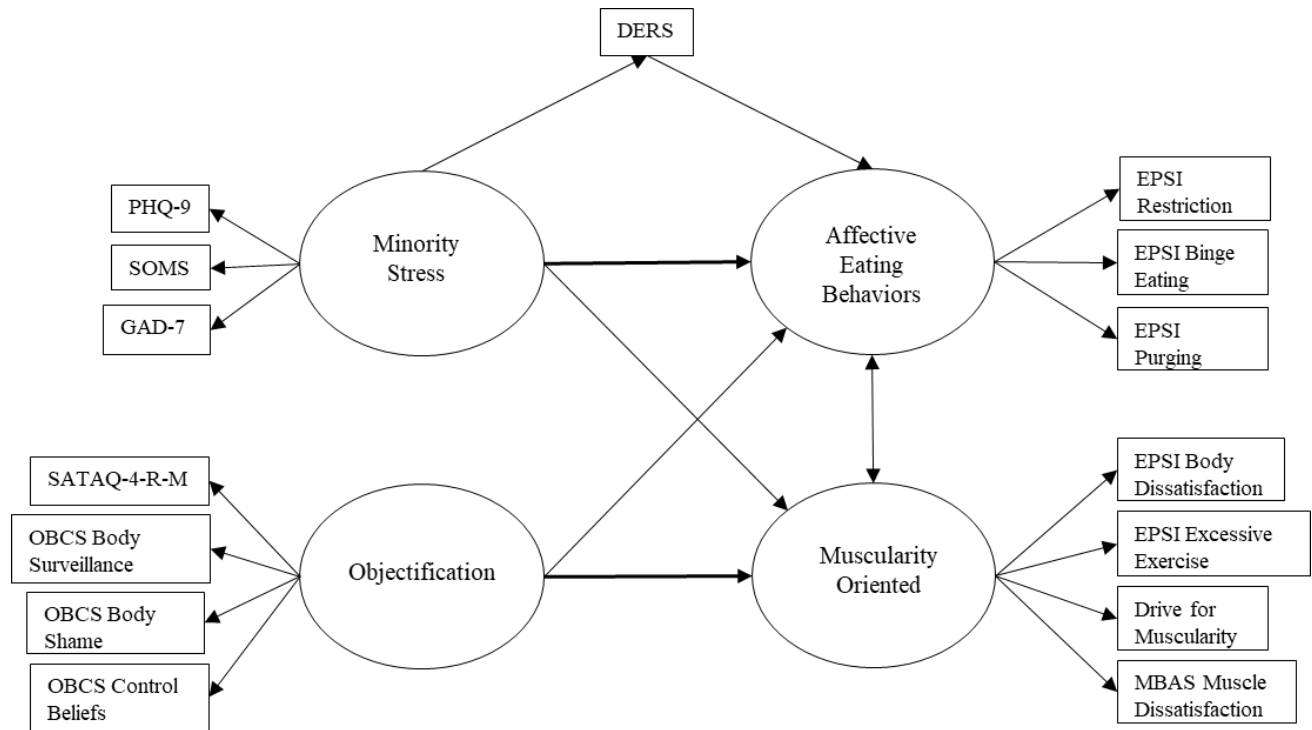 DERS
PHQ-9
SOMS
GAD-7
Minority
Stress
Affective
Eating
Behaviors
EPSI
Restriction
EPSI Binge
Eating
EPSI
Purging
SATAQ-4-R-M
OBCS Body
Surveillance
OBCS Body
Shame
OBCS Control
Beliefs
Objectification
Muscularity
Oriented
EPSI Body
Dissatisfaction
EPSI Excessive
Exercise
Drive for
Muscularity
MBAS Muscle
Dissatisfaction